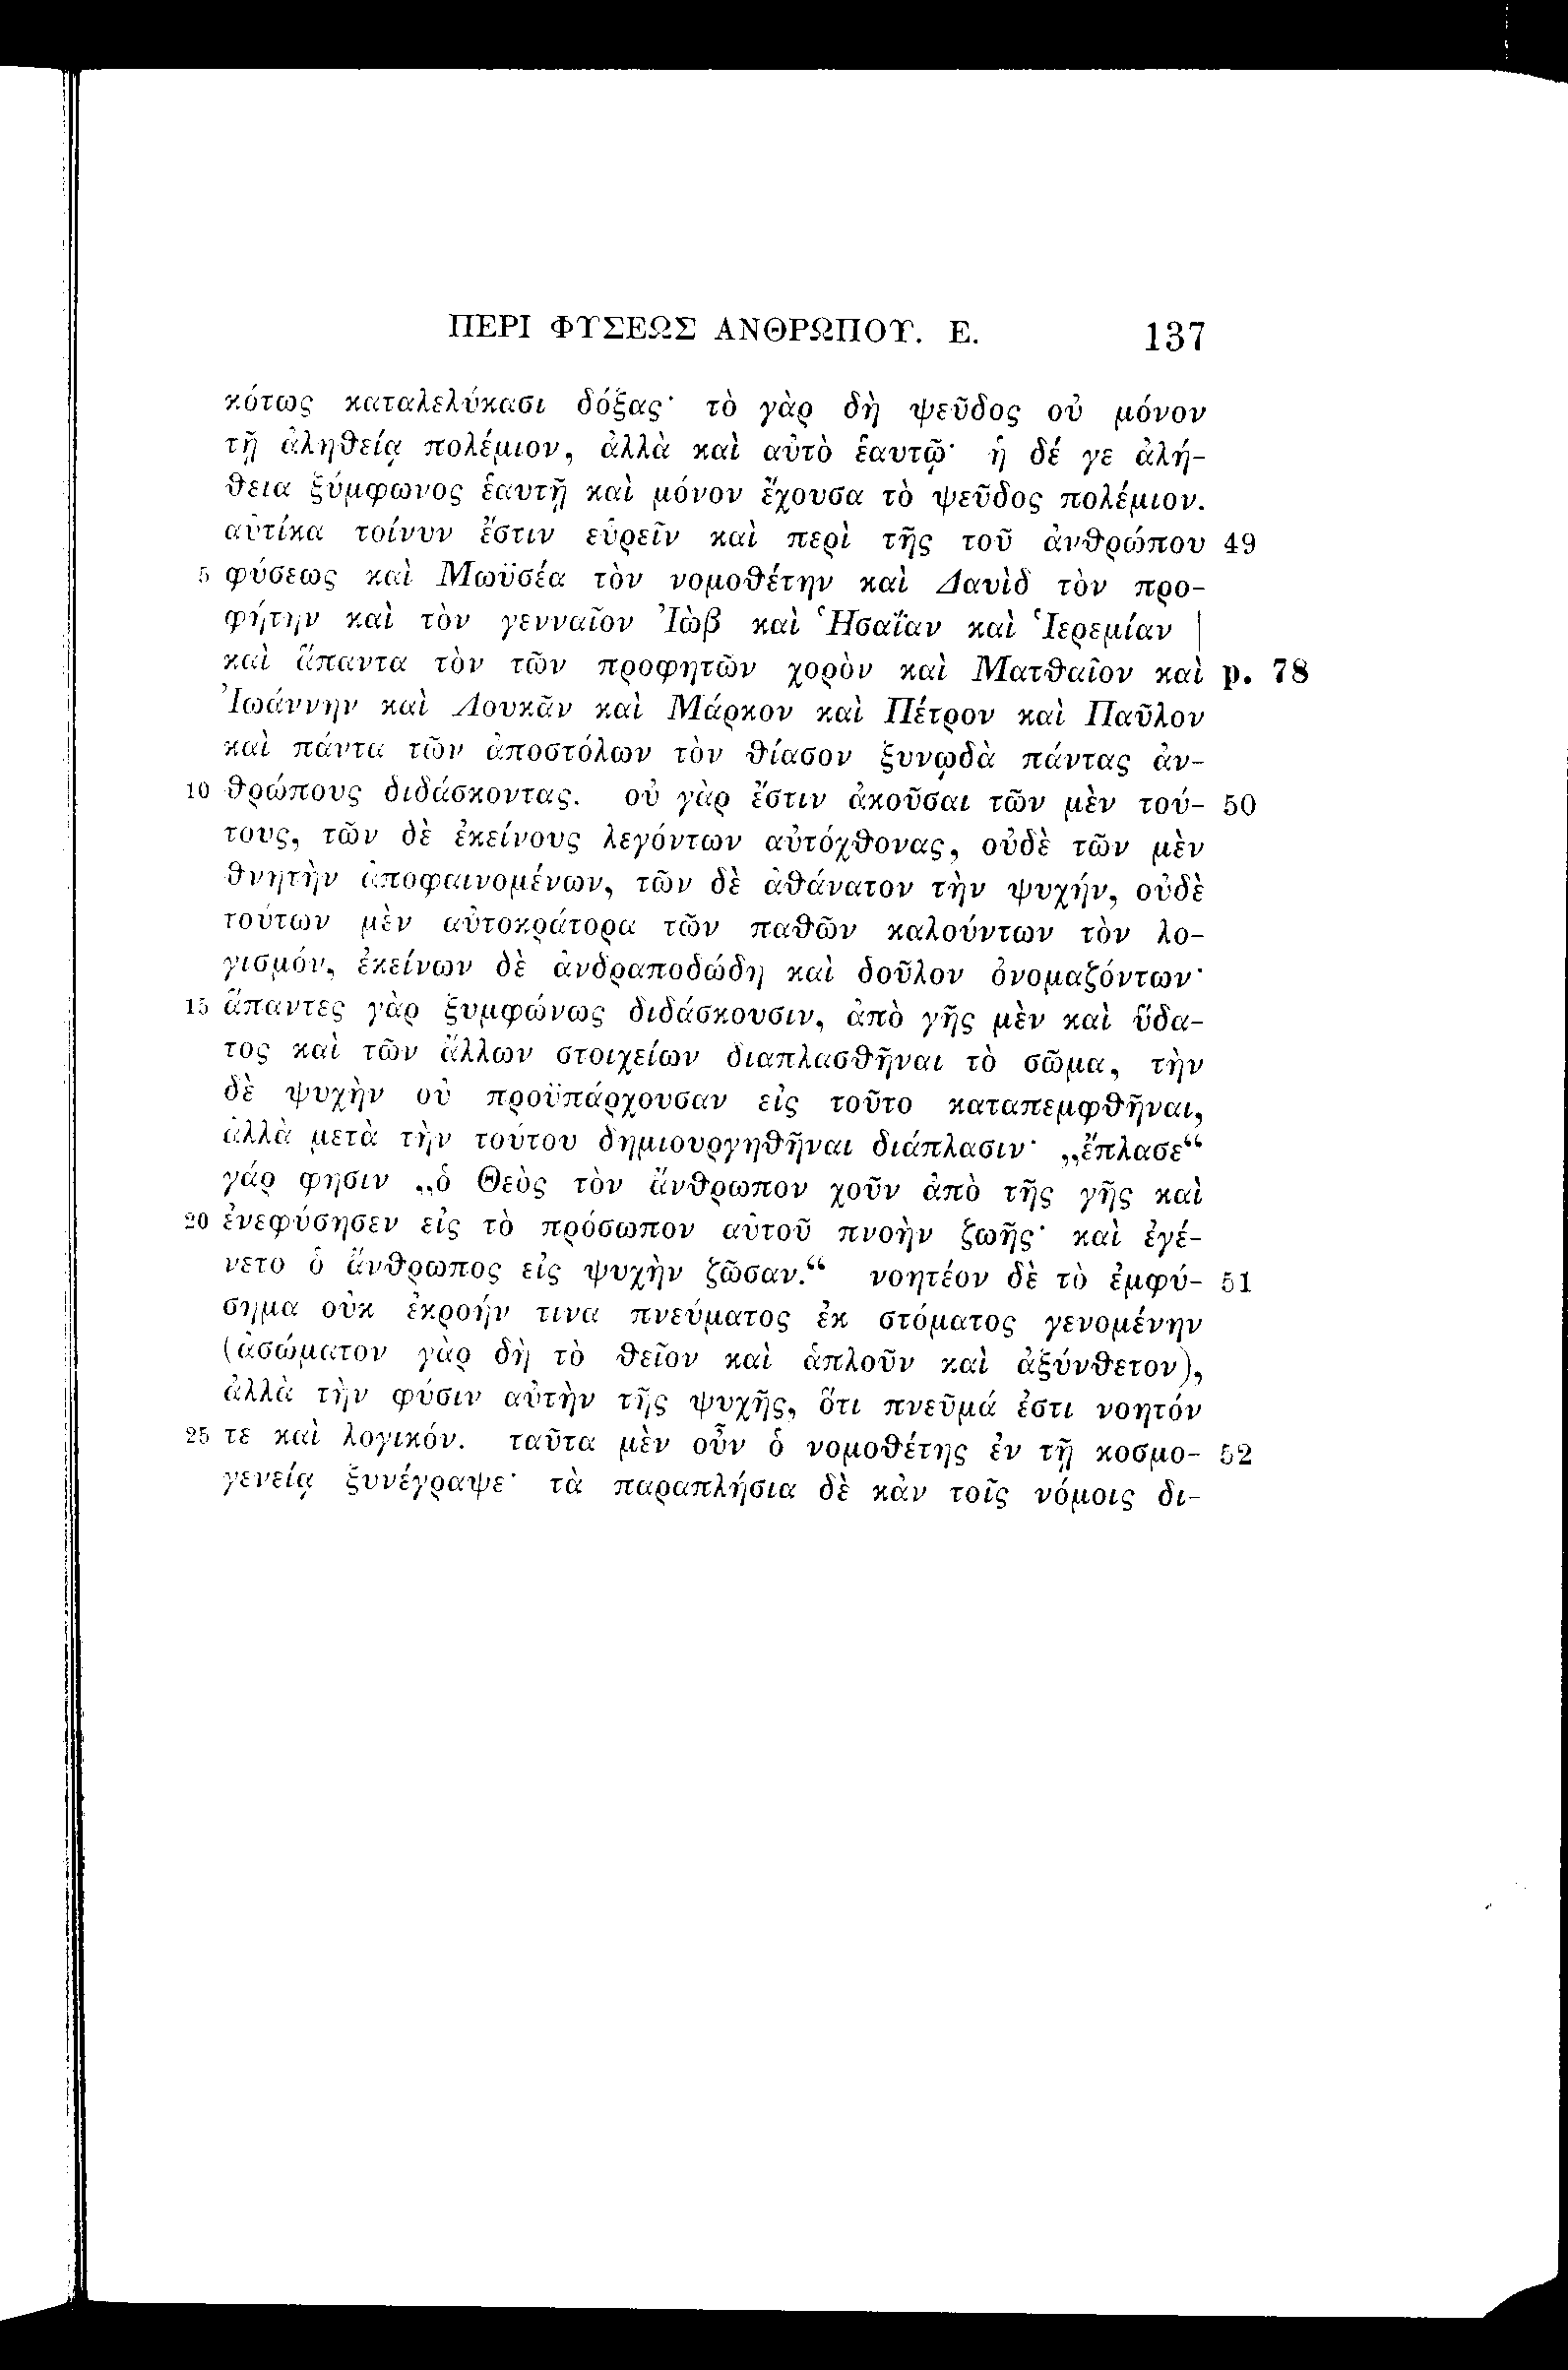 ΠΕΡΙ ΦΥΣΕΩΣ ΑΝΘΡΩΠΟΥ. Ε. 137
κότως καταλελύκασι δόξας· τὸ γὰρ δὴ ψεῦδος οὐ μόνον
τῇ ἀληθείᾳ πολέμιον, ἀλλὰ καὶ αὐτὸ ἑαυτῷ· ἡ δέ γε ἀλή-
θεια ξύμφωνος ἑαυτῇ καὶ μόνον ἔχουσα τὸ ψεῦδος πολέμιον.
αὐτίκα τοίνυν ἔστιν εὑρεῖν καὶ περὶ τῆς τοῦ ἀνθρώπου 49
5 φύσεως καὶ Μωϋσέα τὸν νομοθέτην καὶ Δαυὶδ τὸν προ-
φήτην καὶ τὸν γενναῖον Ἰὼβ καὶ Ἡσαΐαν καὶ Ἱερεμίαν |
καὶ ἅπαντα τὸν τῶν προφητῶν χορὸν καὶ Ματθαῖον καὶ p. 78
Ἰωάννην καὶ Λουκᾶν καὶ Μάρκον καὶ Πέτρον καὶ Παῦλον
καὶ πάντα τῶν ἀποστόλων τὸν θίασον ξυνῳδὰ πάντας ἀν-
10 θρώπους διδάσκοντας. οὐ γὰρ ἔστιν ἀκοῦσαι τῶν μὲν τού- 50
τους, τῶν δὲ ἐκείνους λεγόντων αὐτόχθονας, οὐδὲ τῶν μὲν
θνητὴν ἀποφαινομένων, τῶν δὲ ἀθάνατον τὴν ψυχήν, οὐδὲ
τούτων μὲν αὐτοκράτορα τῶν παθῶν καλούντων τὸν λο-
γισμόν, ἐκείνων δὲ ἀνδραποδώδη καὶ δοῦλον ὀνομαζόντων·
15 ἅπαντες γὰρ ξυμφώνως διδάσκουσιν, ἀπὸ γῆς μὲν καὶ ὕδα-
τος καὶ τῶν ἄλλων στοιχείων διαπλασθῆναι τὸ σῶμα, τὴν
δὲ ψυχὴν οὐ προϋπάρχουσαν εἰς τοῦτο καταπεμφθῆναι,
ἀλλὰ μετὰ τὴν τούτου δημιουργηθῆναι διάπλασιν· „ἔπλασε“
γάρ φησιν „ὁ Θεὸς τὸν ἄνθρωπον χοῦν ἀπὸ τῆς γῆς καὶ
20 ἐνεφύσησεν εἰς τὸ πρόσωπον αὐτοῦ πνοὴν ζωῆς· καὶ ἐγέ-
νετο ὁ ἄνθρωπος εἰς ψυχὴν ζῶσαν.“ νοητέον δὲ τὸ ἐμφύ- 51
σημα οὐκ ἐκροήν τινα πνεύματος ἐκ στόματος γενομένην
(ἀσώματον γὰρ δὴ τὸ θεῖον καὶ ἁπλοῦν καὶ ἀξύνθετον),
ἀλλὰ τὴν φύσιν αὐτὴν τῆς ψυχῆς, ὅτι πνεῦμά ἐστι νοητόν
25 τε καὶ λογικόν. ταῦτα μὲν οὖν ὁ νομοθέτης ἐν τῇ κοσμο- 52
γενείᾳ ξυνέγραψε· τὰ παραπλήσια δὲ κἀν τοῖς νόμοις δι-